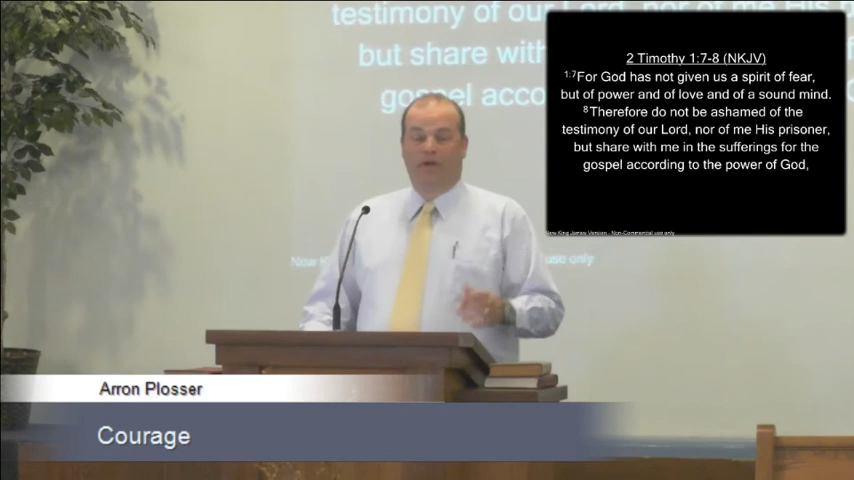 testimony of our Lord, nor of me His
but share with
gospel acco
2 Timothy 1:7-8 (NKJV)
1:7For God has not given us a spirit of fear,
but of power and of love and of a sound mind.
8Therefore do not be ashamed of the
testimony of our Lord, nor of me His prisoner,
but share with me in the sufferings for the
gospel according to the power of God,
New King James Version - Non-Commercial use only
New K
use only
Arron Plosser
Courage